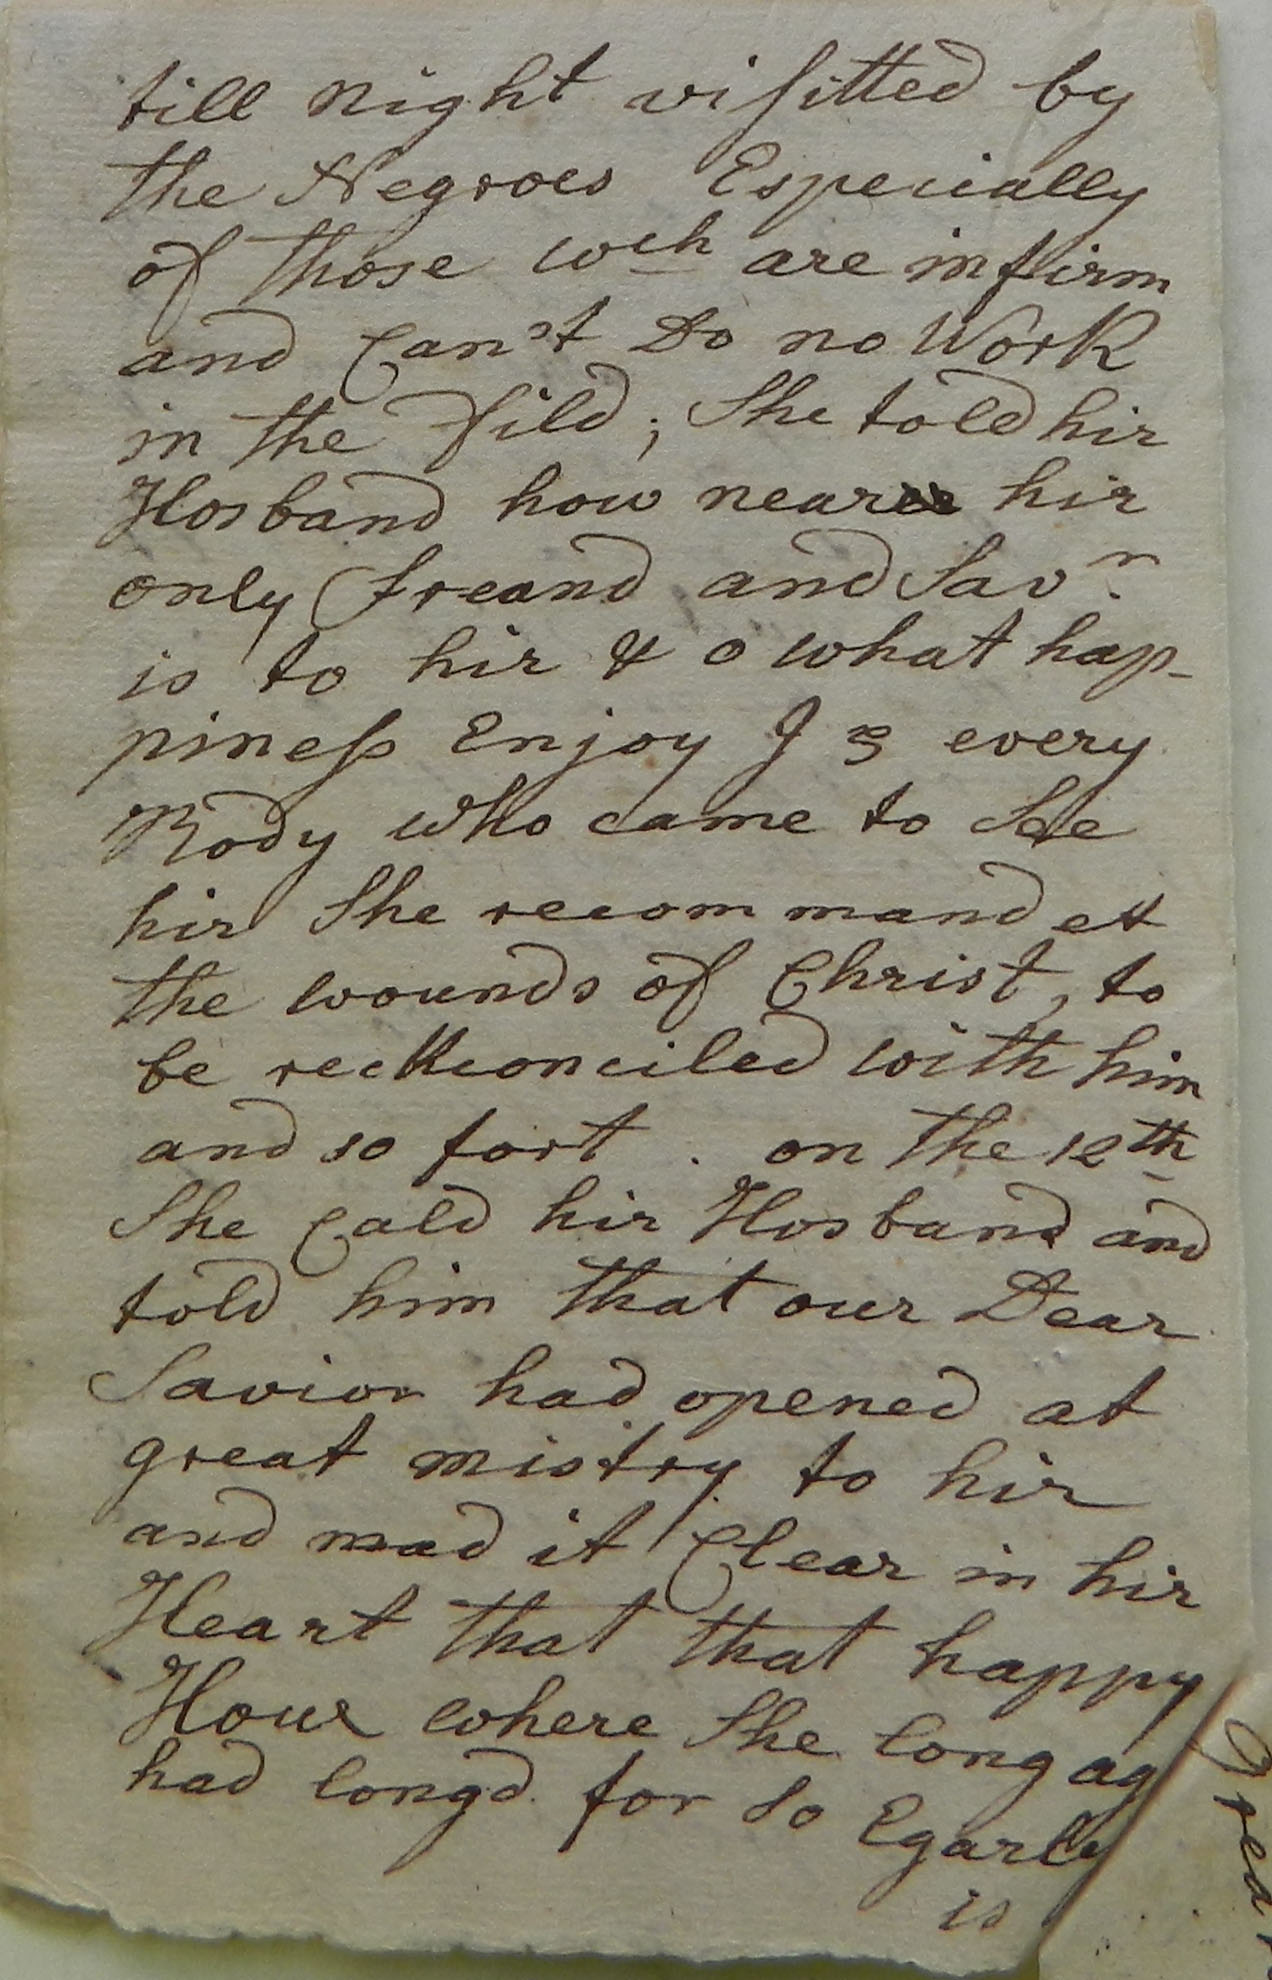 till night visitted by
the Negroes Especially
of those wch are infirm
and Can't Do no Work
in the fild; She told hir
Hosband how near hir
only freand and Savr.
is to hir & o what hap-
piness Enjoy I every
Body who came to See
hir She recommandet
the wounds of Christ, to
be reckonciled with him
and so fort. on the 12th
She Cald hir Hosband and
told him that our Dear
Savior had opened at
great mistry to hir
and mad it Clear in hir
Heart that that happy
Hour where She long ag
had longd for So Egarly
is